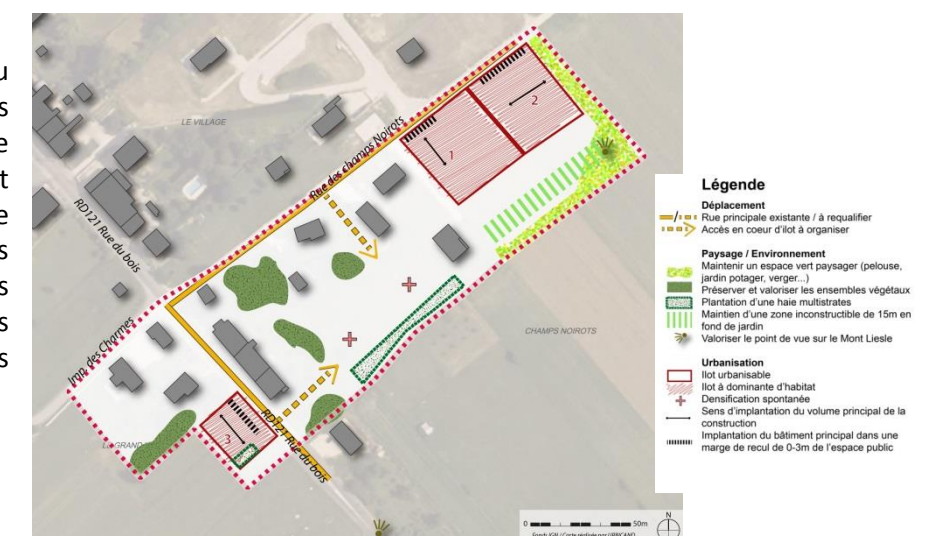 u
s
e
t
e
s
s
s
s
LE VILLAGE
Rue des champs Noirots
RD121 Rue du bois
Imp. des Charmes
1
2
CHAMPS NOIROTS
RD121 Rue du bois
3
0 50m
N
Légende
Déplacement
Rue principale existante / à requalifier
Accès en coeur d'ilot à organiser
Paysage / Environnement
Maintenir un espace vert paysager (pelouse,
jardin potager, verger...)
Préserver et valoriser les ensembles végétaux
Plantation d'une haie multistrates
Maintien d'une zone inconstructible de 15m en
fond de jardin
Valoriser le point de vue sur le Mont Liesle
Urbanisation
Ilot urbanisable
Ilot à dominante d'habitat
Densification spontanée
Sens d'implantation du volume principal de la
construction
Implantation du bâtiment principal dans une
marge de recul de 0-3m de l'espace public